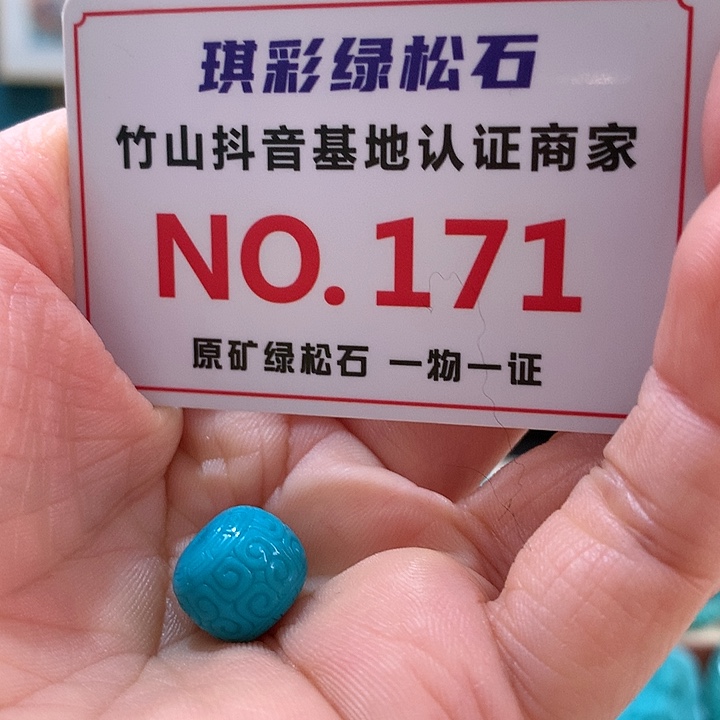 琪彩绿松石
竹山抖音基地认证商家
NO.171
原矿绿松石 一物一证